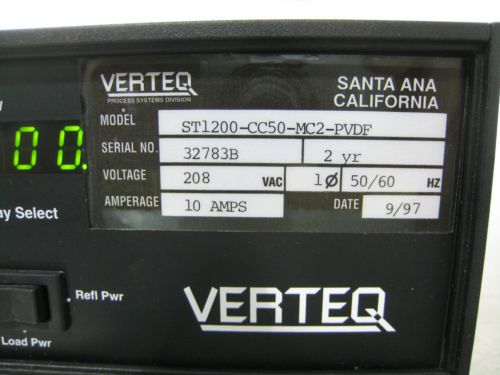 VERTEQ
PROCESS SYSTEMS DIVISION
SANTA ANA
CALIFORNIA
MODEL ST1200-CC50-MC2-PVDF
SERIAL NO. 32783B 2 yr
VOLTAGE 208 VAC 1Ø 50/60 HZ
AMPERAGE 10 AMPS DATE 9/97
00.
ay Select
Refl Pwr
Load Pwr
VERTEQ